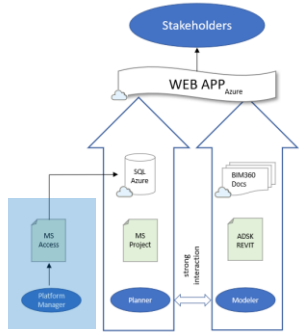 Stakeholders
WEB APP Azure
SQL
Azure
BIM360
Docs
MS
Access
MS
Project
ADSK
REVIT
strong
interaction
Platform
Manager
Planner
Modeler